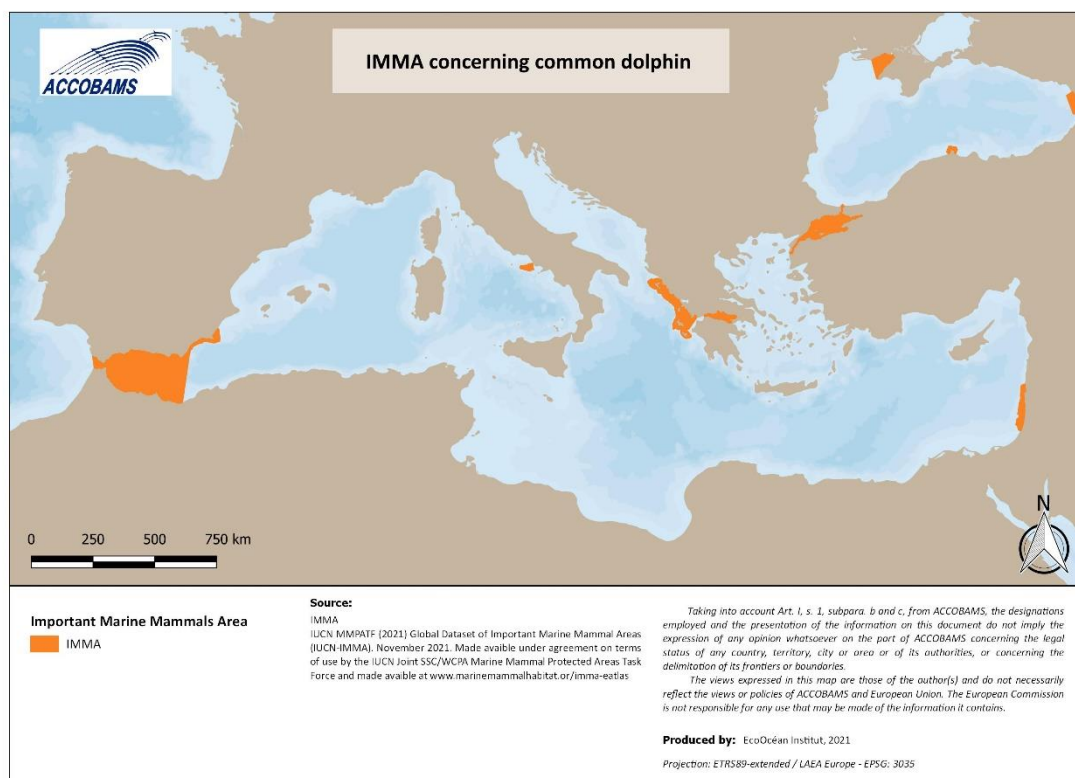 ACCOBAMS
IMMA concerning common dolphin
N
0 250 500 750 km
Important Marine Mammals Area
IMMA
Source:
IMMA
IUCN MMPATF (2021) Global Dataset of Important Marine Mammal Areas
(IUCN-IMMA). November 2021. Made avaible under agreement on terms
of use by the IUCN Joint SSC/WCPA Marine Mammal Protected Areas Task
Force and made avaible at www.marinemammalhabitat.or/imma-eatlas
Taking into account Art. I, s. 1, subpara. b and c, from ACCOBAMS, the designations
employed and the presentation of the information on this document do not imply the
expression of any opinion whatsoever on the part of ACCOBAMS concerning the legal
status of any country, territory, city or area or of its authorities, or concerning the
delimitation of its frontiers or boundaries.
The views expressed in this map are those of the author(s) and do not necessarily
reflect the views or policies of ACCOBAMS and European Union. The European Commission
is not responsible for any use that may be made of the information it contains.
Produced by: EcoOcéan Institut, 2021
Projection: ETRS89-extended / LAEA Europe - EPSG: 3035